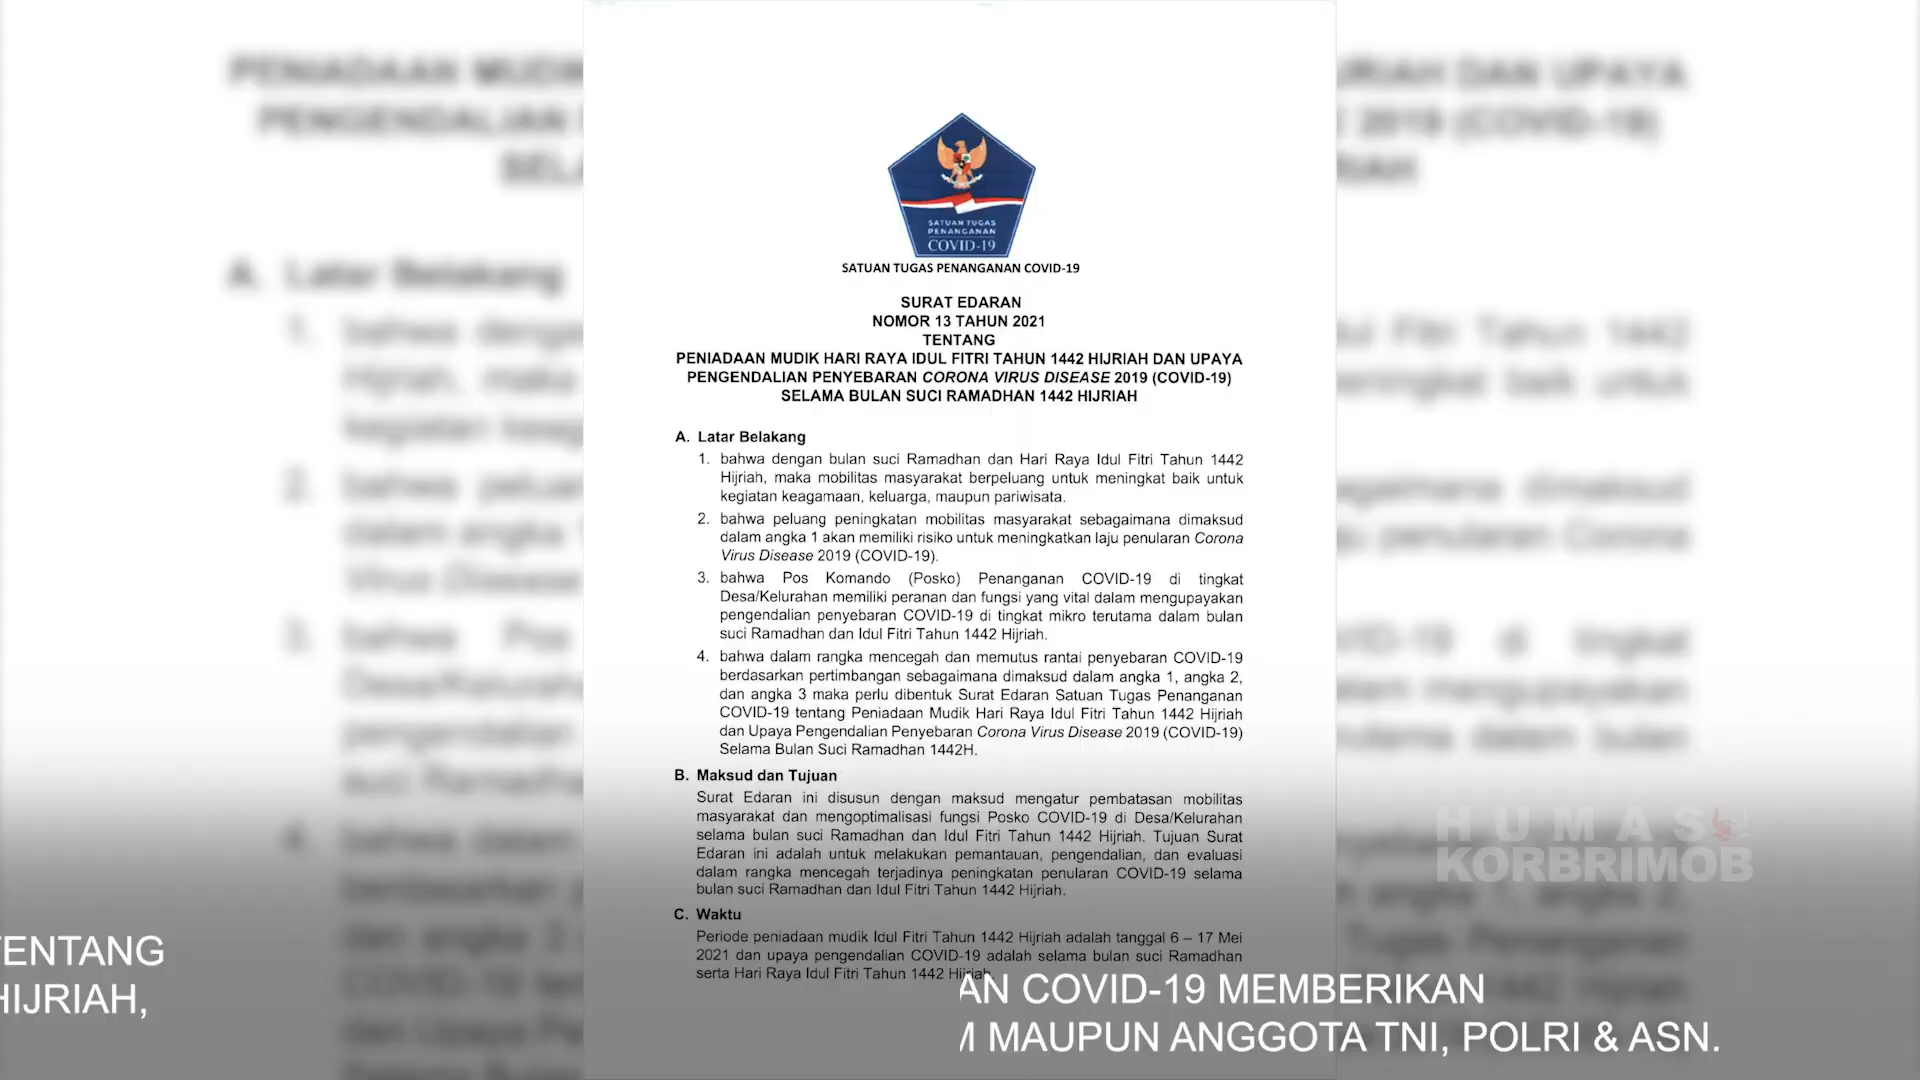 SATUAN TUGAS
PENANGANAN
COVID-19
SATUAN TUGAS PENANGANAN COVID-19
SURAT EDARAN
NOMOR 13 TAHUN 2021
TENTANG
PENIADAAN MUDIK HARI RAYA IDUL FITRI TAHUN 1442 HIJRIAH DAN UPAYA
PENGENDALIAN PENYEBARAN CORONA VIRUS DISEASE 2019 (COVID-19)
SELAMA BULAN SUCI RAMADHAN 1442 HIJRIAH
A. Latar Belakang
1. bahwa dengan bulan suci Ramadhan dan Hari Raya Idul Fitri Tahun 1442
Hijriah, maka mobilitas masyarakat berpeluang untuk meningkat baik untuk
kegiatan keagamaan, keluarga, maupun pariwisata.
2. bahwa peluang peningkatan mobilitas masyarakat sebagaimana dimaksud
dalam angka 1 akan memiliki risiko untuk meningkatkan laju penularan Corona
Virus Disease 2019 (COVID-19).
3. bahwa Pos Komando (Posko) Penanganan COVID-19 di tingkat
Desa/Kelurahan memiliki peranan dan fungsi yang vital dalam mengupayakan
pengendalian penyebaran COVID-19 di tingkat mikro terutama dalam bulan
suci Ramadhan dan Idul Fitri Tahun 1442 Hijriah.
4. bahwa dalam rangka mencegah dan memutus rantai penyebaran COVID-19
berdasarkan pertimbangan sebagaimana dimaksud dalam angka 1, angka 2,
dan angka 3 maka perlu dibentuk Surat Edaran Satuan Tugas Penanganan
COVID-19 tentang Peniadaan Mudik Hari Raya Idul Fitri Tahun 1442 Hijriah
dan Upaya Pengendalian Penyebaran Corona Virus Disease 2019 (COVID-19)
Selama Bulan Suci Ramadhan 1442H.
B. Maksud dan Tujuan
Surat Edaran ini disusun dengan maksud mengatur pembatasan mobilitas
masyarakat dan mengoptimalisasi fungsi Posko COVID-19 di Desa/Kelurahan
selama bulan suci Ramadhan dan Idul Fitri Tahun 1442 Hijriah. Tujuan Surat
Edaran ini adalah untuk melakukan pemantauan, pengendalian, dan evaluasi
dalam rangka mencegah terjadinya peningkatan penularan COVID-19 selama
bulan suci Ramadhan dan Idul Fitri Tahun 1442 Hijriah.
C. Waktu
Periode peniadaan mudik Idul Fitri Tahun 1442 Hijriah adalah tanggal 6 – 17 Mei
2021 dan upaya pengendalian COVID-19 adalah selama bulan suci Ramadhan
serta Hari Raya Idul Fitri Tahun 1442 Hijriah.
HUMAS
KORBRIMOB
TENTANG
HIJRIAH,
AN COVID-19 MEMBERIKAN
M MAUPUN ANGGOTA TNI, POLRI & ASN.